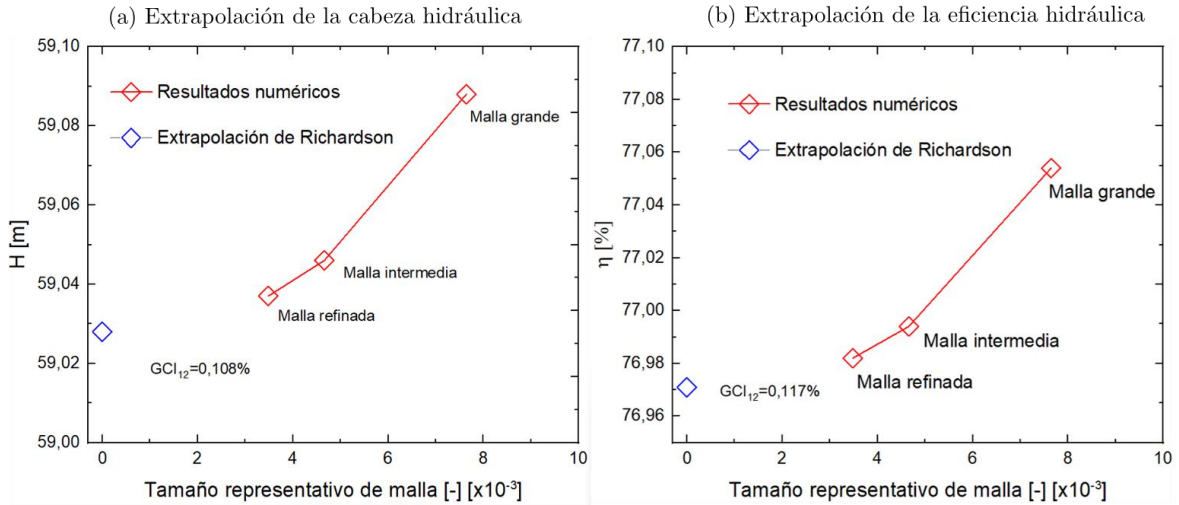 (a) Extrapolación de la cabeza hidráulica
59,10
59,08
59,06
59,04
59,02
59,00
H [m]
Resultados numéricos
Extrapolación de Richardson
Malla grande
Malla intermedia
Malla refinada
GCI₁₂=0,108%
0 2 4 6 8 10
Tamaño representativo de malla [-] [x10⁻³]
(b) Extrapolación de la eficiencia hidráulica
77,10
77,08
77,06
77,04
77,02
77,00
76,98
76,96
η [%]
Resultados numéricos
Extrapolación de Richardson
Malla grande
Malla intermedia
Malla refinada
GCI₁₂=0,117%
0 2 4 6 8 10
Tamaño representativo de malla [-] [x10⁻³]